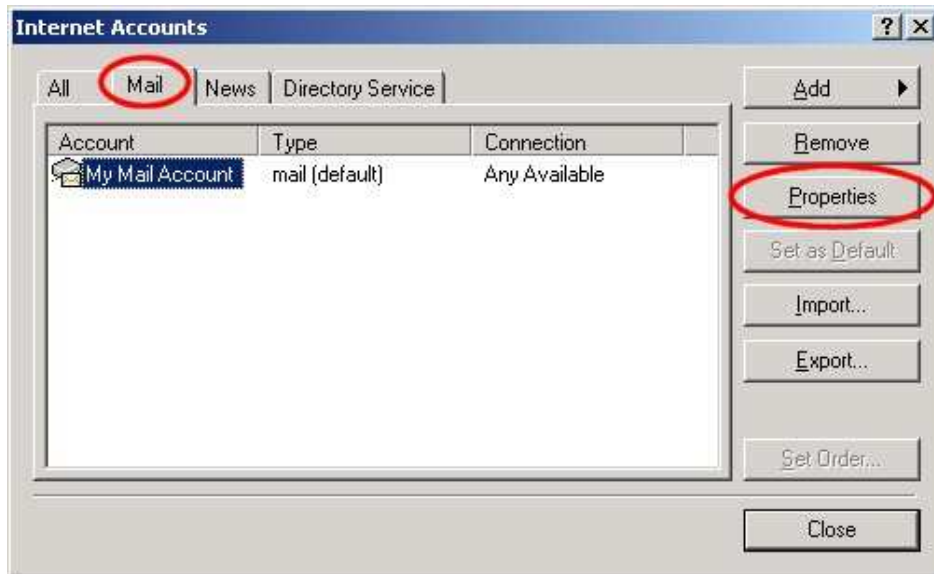 Internet Accounts
All Mail News Directory Service
Account Type Connection
My Mail Account mail (default) Any Available
Add
Remove
Properties
Set as Default
Import...
Export...
Set Order...
Close